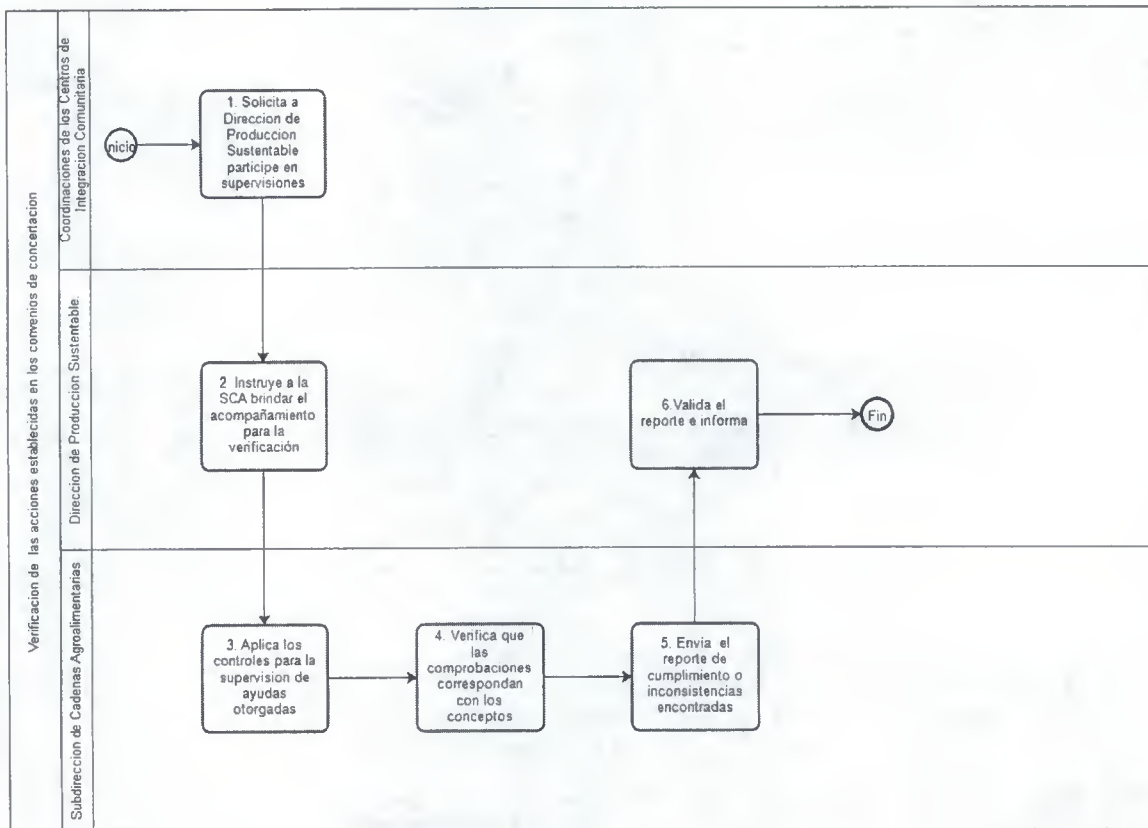 Verificacion de las acciones establecidas en los convenios de concertacion
Coordinaciones de los Centros de
Integracion Comunitaria
nicio
1. Solicita a
Direccion de
Produccion
Sustentable
participe en
supervisiones
Direccion de Produccion Sustentable.
2 Instruye a la
SCA brindar el
acompañamiento
para la
verificación
6.Valida el
reporte e informa
Fin
Subdireccion de Cadenas Agroalimentarias
3. Aplica los
controles para la
supervision de
ayudas
otorgadas
4. Verifica que
las
comprobaciones
correspondan
con los
conceptos
5. Envia el
reporte de
cumplimiento o
inconsistencias
encontradas